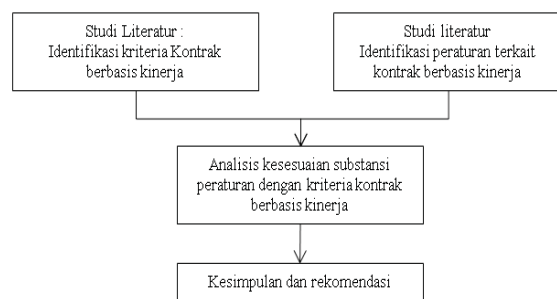 Studi Literatur :
Identifikasi kriteria Kontrak
berbasis kinerja
Studi literatur
Identifikasi peraturan terkait
kontrak berbasis kinerja
Analisis kesesuaian substansi
peraturan dengan kriteria kontrak
berbasis kinerja
Kesimpulan dan rekomendasi